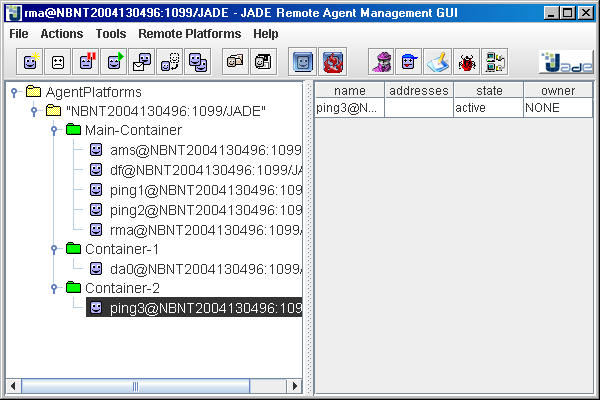 rma@NBNT2004130496:1099/JADE - JADE Remote Agent Management GUI
File Actions Tools Remote Platforms Help
Jade
AgentPlatforms
"NBNT2004130496:1099/JADE"
Main-Container
ams@NBNT2004130496:1099
df@NBNT2004130496:1099/JA
ping1@NBNT2004130496:109
ping2@NBNT2004130496:109
rma@NBNT2004130496:1099/
Container-1
da0@NBNT2004130496:1099/
Container-2
ping3@NBNT2004130496:109
name addresses state owner
ping3@N... active NONE